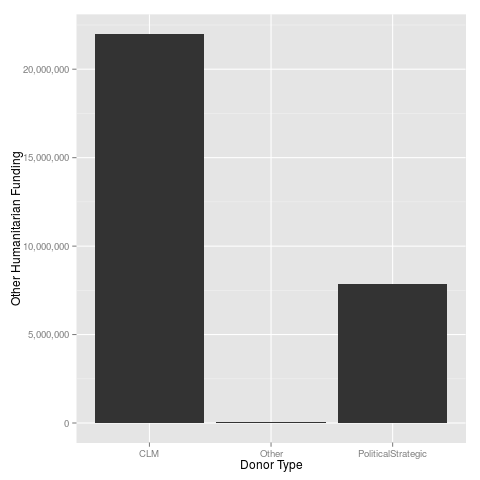 Other Humanitarian Funding
20,000,000
15,000,000
10,000,000
5,000,000
0
CLM
Other
PoliticalStrategic
Donor Type